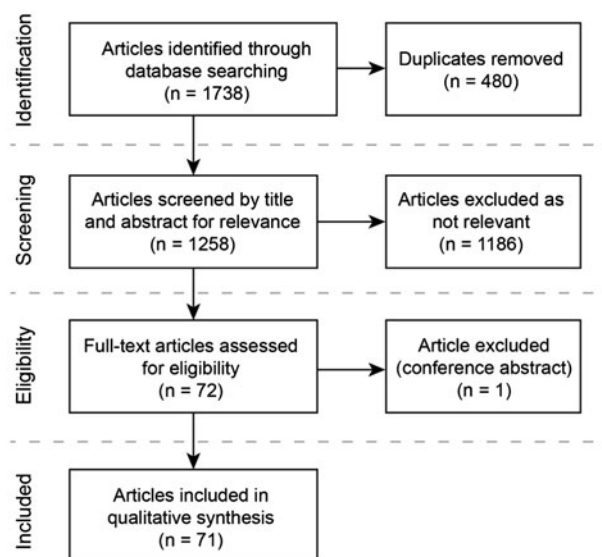 Identification
Articles identified through
database searching
(n = 1738)
Duplicates removed
(n = 480)
Screening
Articles screened by title
and abstract for relevance
(n = 1258)
Articles excluded as
not relevant
(n = 1186)
Eligibility
Full-text articles assessed
for eligibility
(n = 72)
Article excluded
(conference abstract)
(n = 1)
Included
Articles included in
qualitative synthesis
(n = 71)